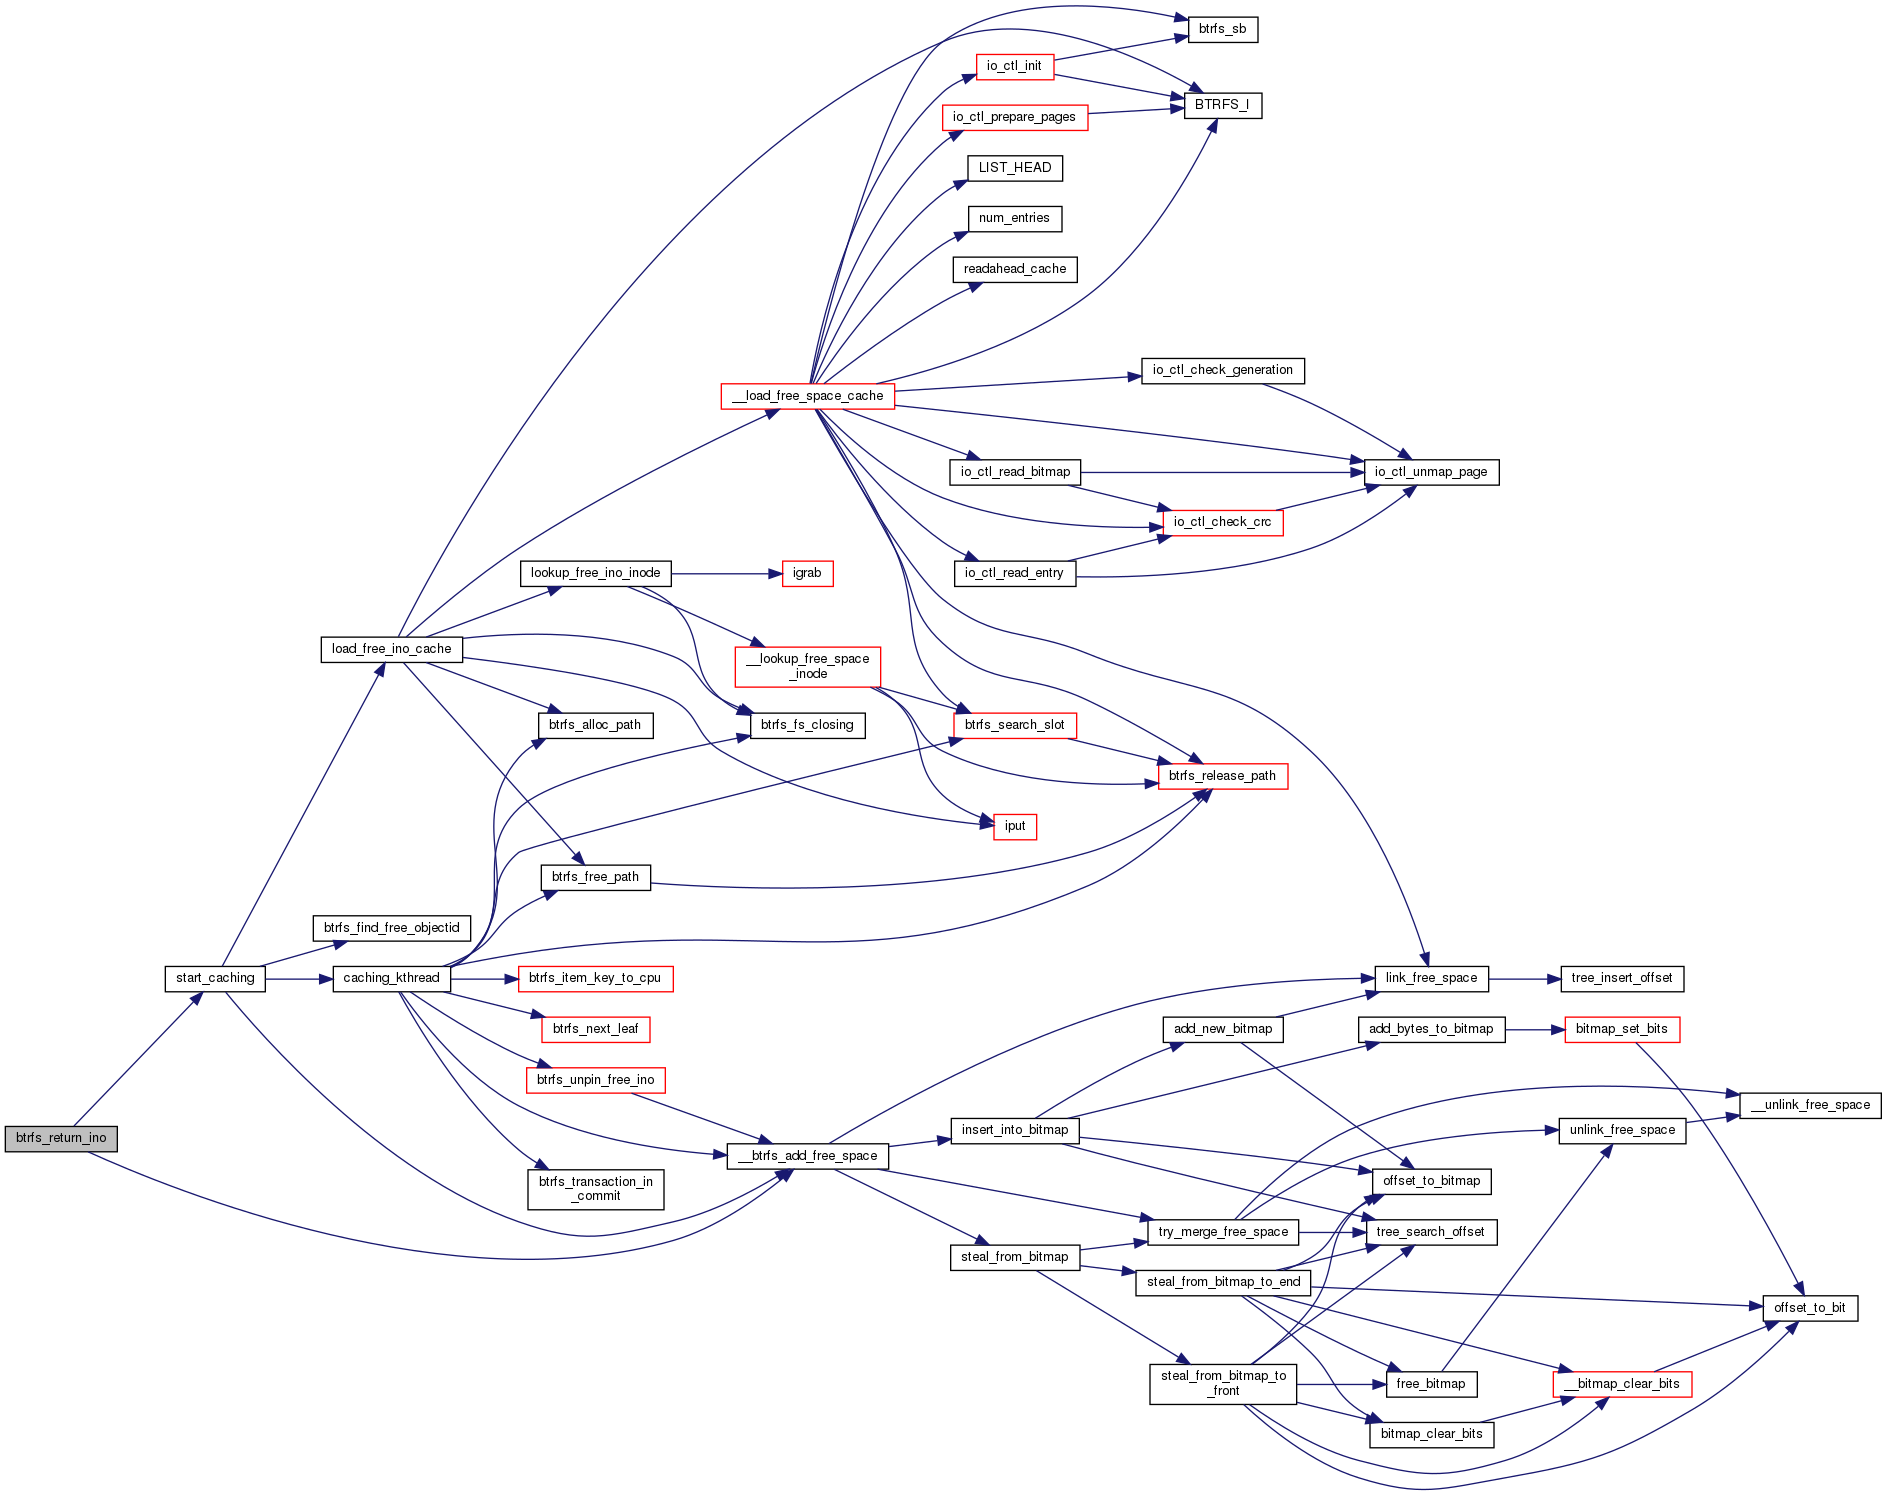 btrfs_sb
io_ctl_init
BTRFS_I
io_ctl_prepare_pages
LIST_HEAD
num_entries
readahead_cache
io_ctl_check_generation
__load_free_space_cache
io_ctl_read_bitmap
io_ctl_unmap_page
io_ctl_check_crc
lookup_free_ino_inode
igrab
io_ctl_read_entry
load_free_ino_cache
__lookup_free_space
_inode
btrfs_alloc_path
btrfs_fs_closing
btrfs_search_slot
btrfs_release_path
iput
btrfs_free_path
btrfs_find_free_objectid
start_caching
caching_kthread
btrfs_item_key_to_cpu
link_free_space
tree_insert_offset
btrfs_next_leaf
add_new_bitmap
add_bytes_to_bitmap
bitmap_set_bits
btrfs_unpin_free_ino
__unlink_free_space
btrfs_return_ino
insert_into_bitmap
unlink_free_space
__btrfs_add_free_space
btrfs_transaction_in
_commit
offset_to_bitmap
try_merge_free_space
tree_search_offset
steal_from_bitmap
steal_from_bitmap_to_end
offset_to_bit
steal_from_bitmap_to
_front
free_bitmap
__bitmap_clear_bits
bitmap_clear_bits